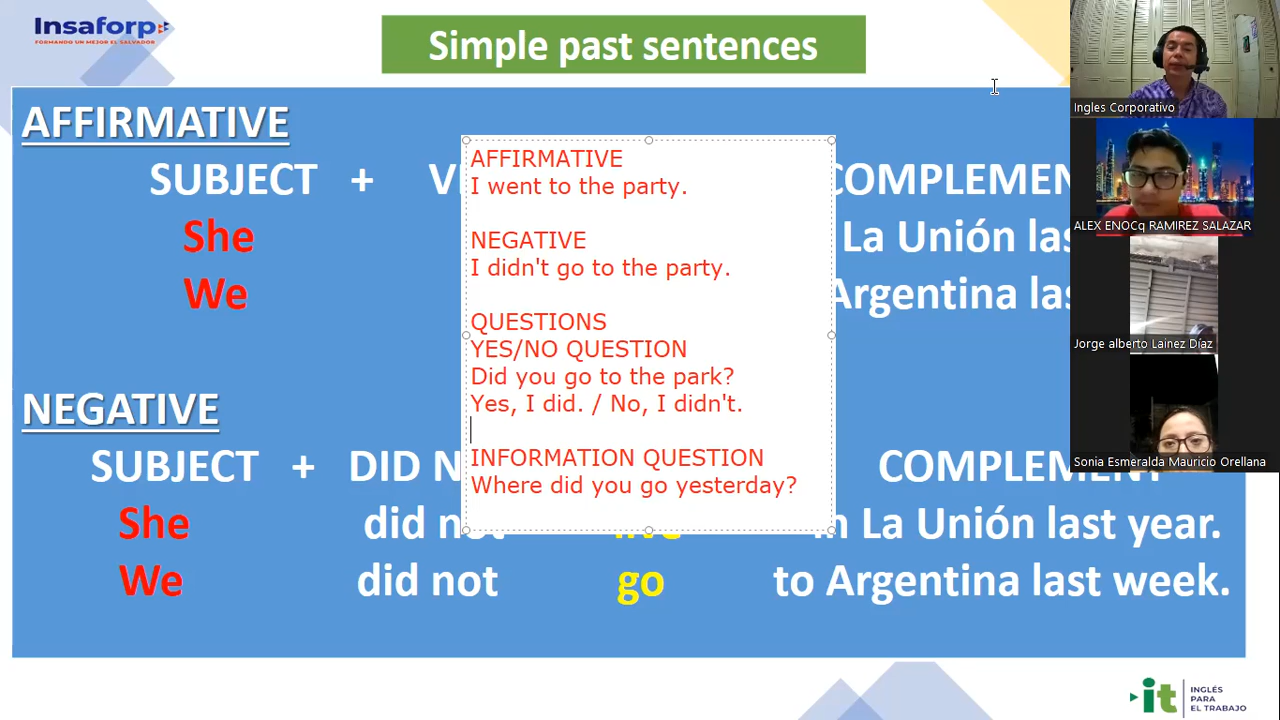 Insaforp
FORMANDO UN MEJOR EL SALVADOR
Simple past sentences
AFFIRMATIVE
SUBJECT +
She La Unión
We Argentina
NEGATIVE
SUBJECT + DID COMPLEMENT
She did not in La Unión last year.
We did not go to Argentina last week.
AFFIRMATIVE
I went to the party.
NEGATIVE
I didn't go to the party.
QUESTIONS
YES/NO QUESTION
Did you go to the park?
Yes, I did. / No, I didn't.
INFORMATION QUESTION
Where did you go yesterday?
Ingles Corporativo
ALEX ENOCq RAMIREZ SALAZAR
Jorge alberto Lainez Díaz
Sonia Esmeralda Mauricio Orellana
it INGLÉS
PARA
EL TRABAJO